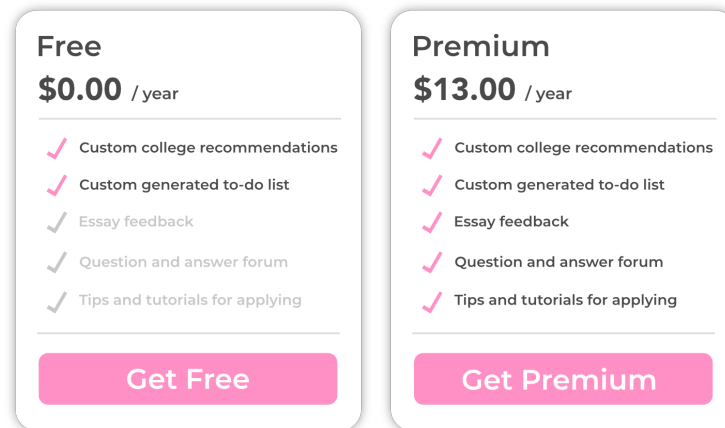 Free
$0.00 / year
Custom college recommendations
Custom generated to-do list
Essay feedback
Question and answer forum
Tips and tutorials for applying
Get Free
Premium
$13.00 / year
Custom college recommendations
Custom generated to-do list
Essay feedback
Question and answer forum
Tips and tutorials for applying
Get Premium